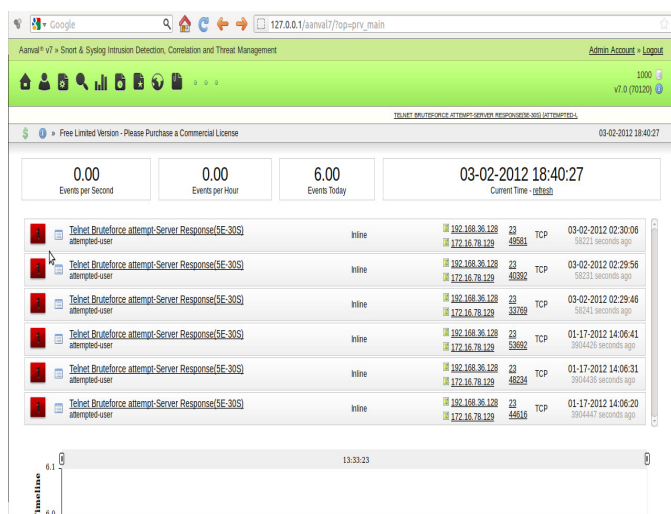 Google
127.0.0.1/aanval7/?op=prv_main
Aanval® v7 » Snort & Syslog Intrusion Detection, Correlation and Threat Management
Admin Account » Logout
1000
v7.0 (70120)
TELNET BRUTEFORCE ATTEMPT-SERVER RESPONSE(5E-30S) [ATTEMPTED-U
$ » Free Limited Version - Please Purchase a Commercial License
03-02-2012 18:40:27
0.00
Events per Second
0.00
Events per Hour
6.00
Events Today
03-02-2012 18:40:27
Current Time - refresh
Telnet Bruteforce attempt-Server Response(5E-30S)
attempted-user
Inline
192.168.36.128 23
172.16.78.129 49581
TCP
03-02-2012 02:30:06
58221 seconds ago
Telnet Bruteforce attempt-Server Response(5E-30S)
attempted-user
Inline
192.168.36.128 23
172.16.78.129 40392
TCP
03-02-2012 02:29:56
58231 seconds ago
Telnet Bruteforce attempt-Server Response(5E-30S)
attempted-user
Inline
192.168.36.128 23
172.16.78.129 33769
TCP
03-02-2012 02:29:46
58241 seconds ago
Telnet Bruteforce attempt-Server Response(5E-30S)
attempted-user
Inline
192.168.36.128 23
172.16.78.129 53692
TCP
01-17-2012 14:06:41
3904426 seconds ago
Telnet Bruteforce attempt-Server Response(5E-30S)
attempted-user
Inline
192.168.36.128 23
172.16.78.129 48234
TCP
01-17-2012 14:06:31
3904436 seconds ago
Telnet Bruteforce attempt-Server Response(5E-30S)
attempted-user
Inline
192.168.36.128 23
172.16.78.129 44616
TCP
01-17-2012 14:06:20
3904447 seconds ago
13:33:23
6.1
Timeline